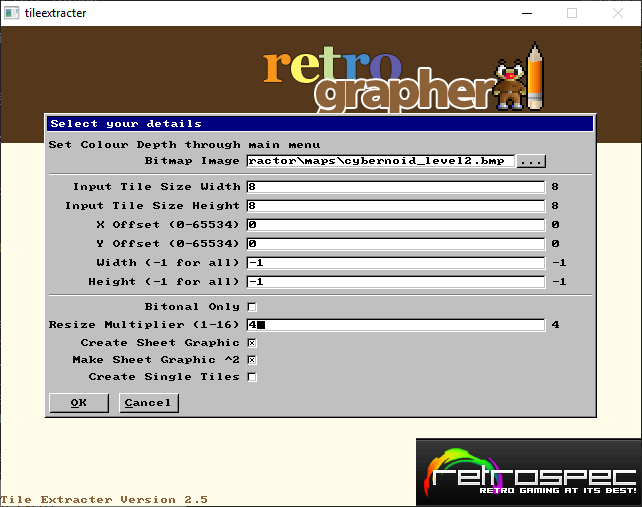 tileextracter
retro
grapher
Select your details
Set Colour Depth through main menu
Bitmap Image ractor\maps\cybernoid_level2.bmp ...
Input Tile Size Width 8 8
Input Tile Size Height 8 8
X Offset (0-65534) 0 0
Y Offset (0-65534) 0 0
Width (-1 for all) -1 -1
Height (-1 for all) -1 -1
Bitonal Only
Resize Multiplier (1-16) 4 4
Create Sheet Graphic
Make Sheet Graphic ^2
Create Single Tiles
OK Cancel
retrospec
RETRO GAMING AT ITS BEST!
Tile Extracter Version 2.5